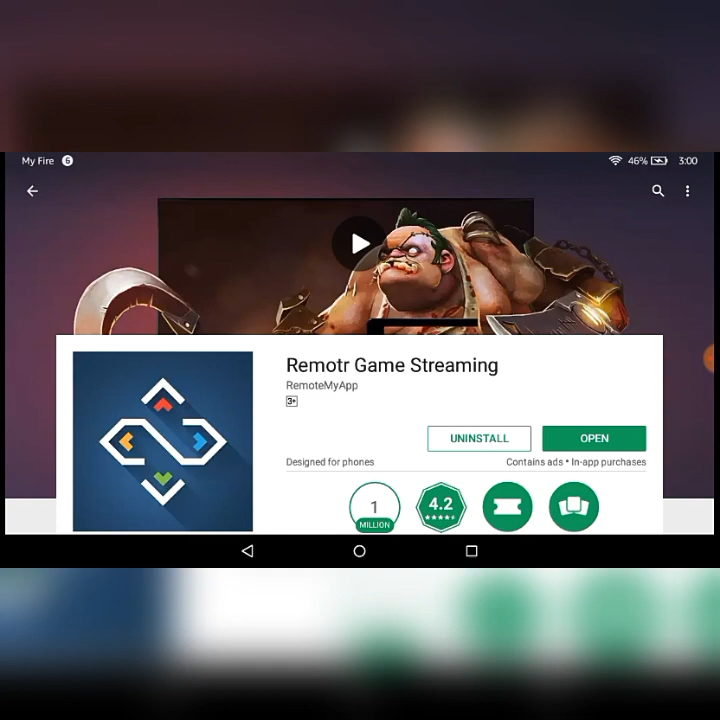 My Fire 6 46% 3:00
Remotr Game Streaming
RemoteMyApp
3+
UNINSTALL OPEN
Designed for phones Contains ads • In-app purchases
1 4.2
MILLION